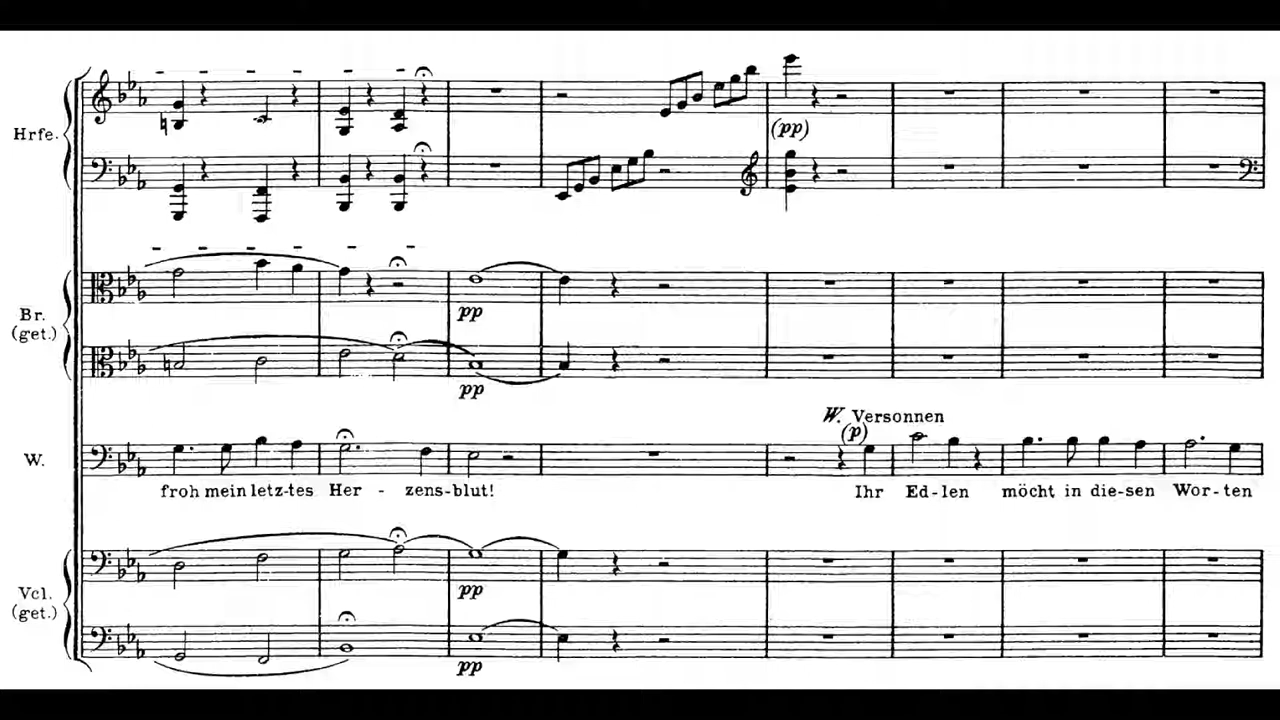 Hrfe.
(pp)
Br.
(get.)
pp
pp
W. Versonnen
(p)
W.
froh mein letz-tes Her - zens-blut! Ihr Ed-len möcht in die-sen Wor-ten
Vcl.
(get.)
pp
pp